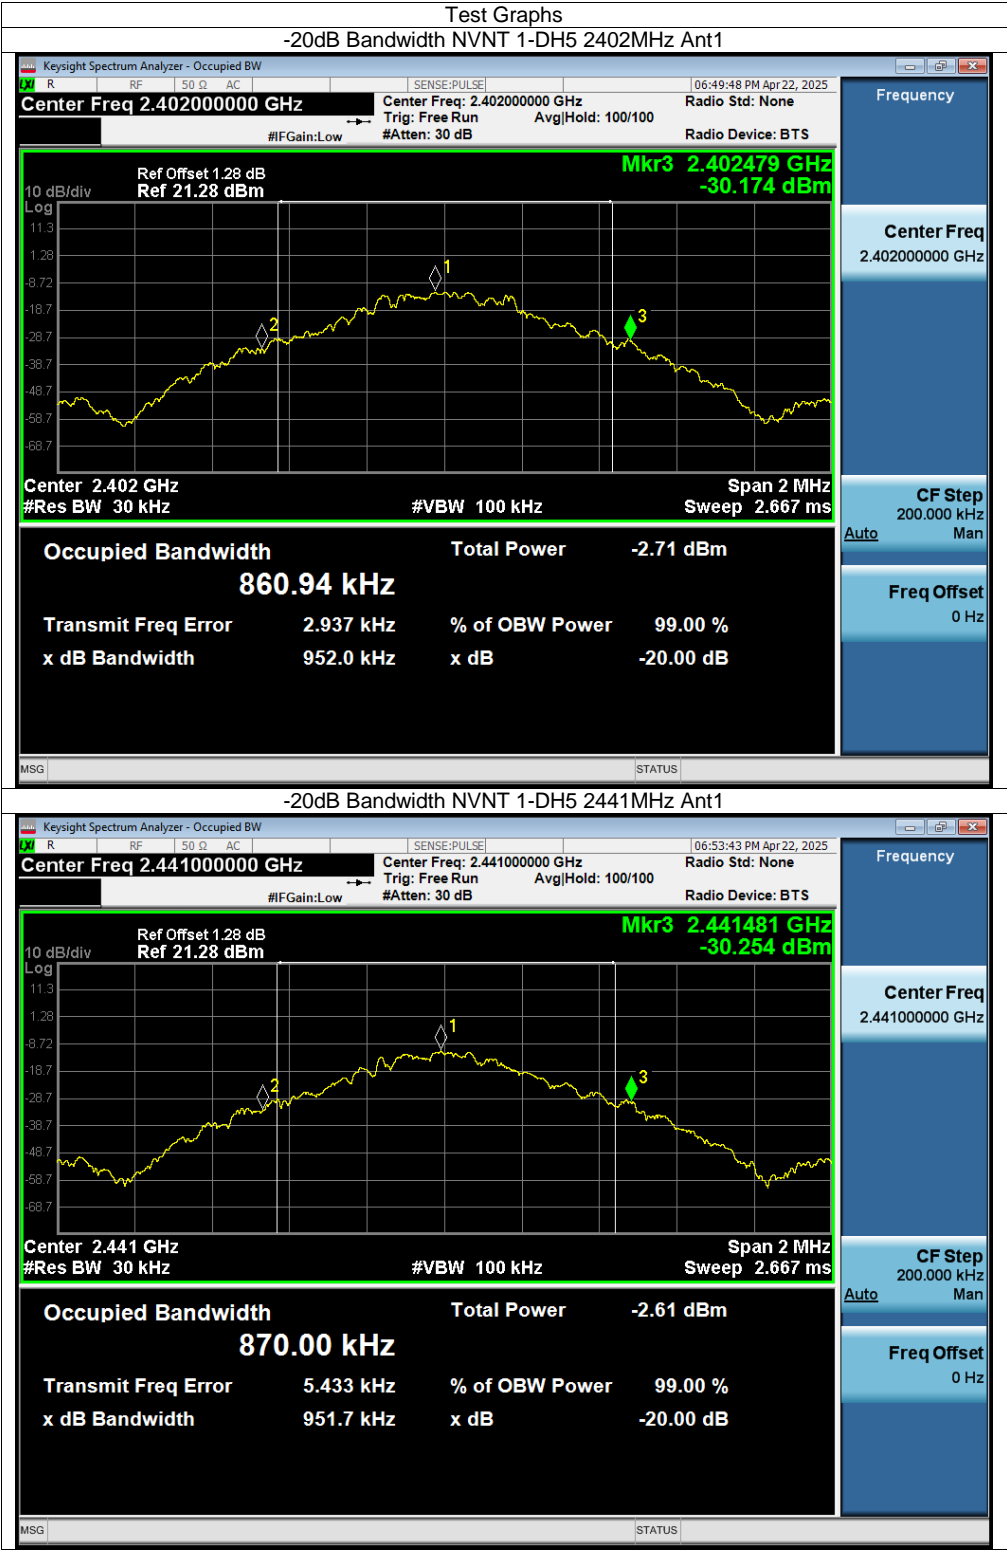 Test Graphs
-20dB Bandwidth NVNT 1-DH5 2402MHz Ant1
Keysight Spectrum Analyzer - Occupied BW
LXI R RF 50 Ω AC SENSE:PULSE 06:49:48 PM Apr 22, 2025
Center Freq 2.402000000 GHz Center Freq: 2.402000000 GHz Radio Std: None Frequency
Trig: Free Run Avg|Hold: 100/100
#IFGain:Low #Atten: 30 dB Radio Device: BTS
Mkr3 2.402479 GHz
Ref Offset 1.28 dB -30.174 dBm
10 dB/div Ref 21.28 dBm
Log
11.3
1.28
-8.72
-18.7
-28.7
-38.7
-48.7
-58.7
-68.7
1
2
3
Center Freq
2.402000000 GHz
Center 2.402 GHz Span 2 MHz
#Res BW 30 kHz #VBW 100 kHz Sweep 2.667 ms
CF Step
200.000 kHz
Auto Man
Occupied Bandwidth Total Power -2.71 dBm
860.94 kHz
Freq Offset
0 Hz
Transmit Freq Error 2.937 kHz % of OBW Power 99.00 %
x dB Bandwidth 952.0 kHz x dB -20.00 dB
MSG STATUS
-20dB Bandwidth NVNT 1-DH5 2441MHz Ant1
Keysight Spectrum Analyzer - Occupied BW
LXI R RF 50 Ω AC SENSE:PULSE 06:53:43 PM Apr 22, 2025
Center Freq 2.441000000 GHz Center Freq: 2.441000000 GHz Radio Std: None Frequency
Trig: Free Run Avg|Hold: 100/100
#IFGain:Low #Atten: 30 dB Radio Device: BTS
Mkr3 2.441481 GHz
Ref Offset 1.28 dB -30.254 dBm
10 dB/div Ref 21.28 dBm
Log
11.3
1.28
-8.72
-18.7
-28.7
-38.7
-48.7
-58.7
-68.7
1
2
3
Center Freq
2.441000000 GHz
Center 2.441 GHz Span 2 MHz
#Res BW 30 kHz #VBW 100 kHz Sweep 2.667 ms
CF Step
200.000 kHz
Auto Man
Occupied Bandwidth Total Power -2.61 dBm
870.00 kHz
Freq Offset
0 Hz
Transmit Freq Error 5.433 kHz % of OBW Power 99.00 %
x dB Bandwidth 951.7 kHz x dB -20.00 dB
MSG STATUS